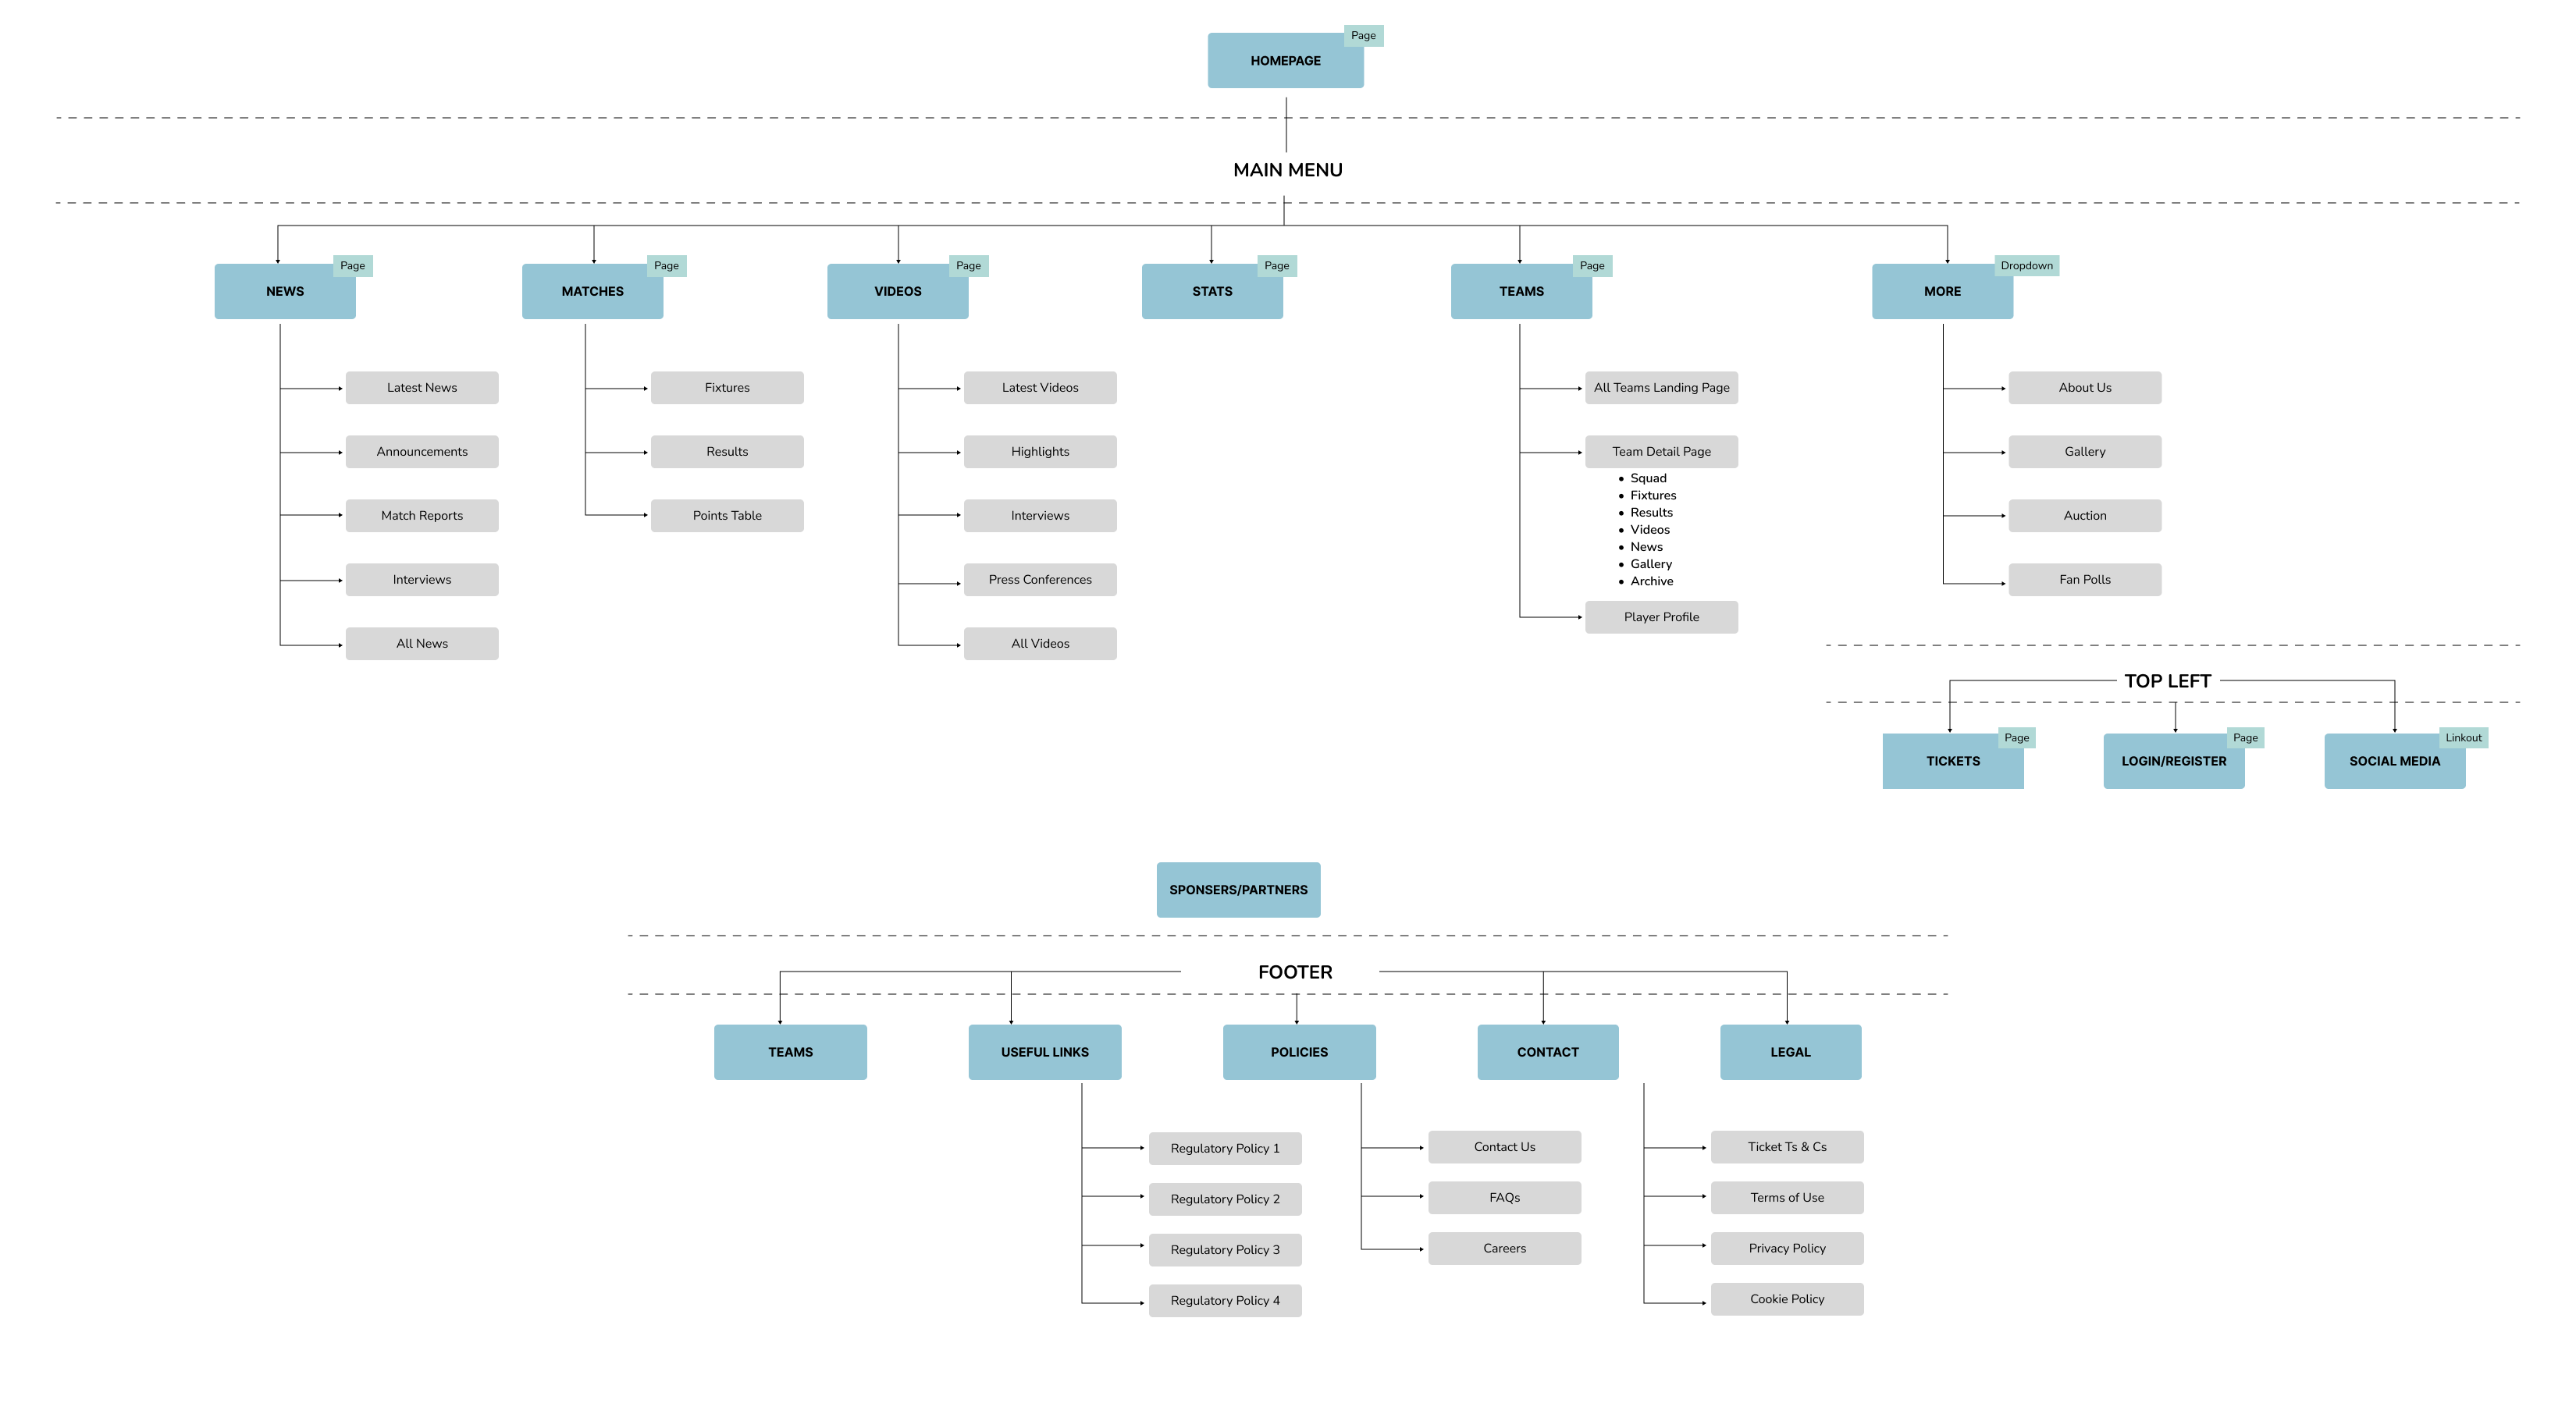 Page
HOMEPAGE
MAIN MENU
Page
NEWS
Page
MATCHES
Page
VIDEOS
Page
STATS
Page
TEAMS
Dropdown
MORE
Latest News
Announcements
Match Reports
Interviews
All News
Fixtures
Results
Points Table
Latest Videos
Highlights
Interviews
Press Conferences
All Videos
All Teams Landing Page
Team Detail Page
• Squad
• Fixtures
• Results
• Videos
• News
• Gallery
• Archive
Player Profile
About Us
Gallery
Auction
Fan Polls
TOP LEFT
Page
TICKETS
Page
LOGIN/REGISTER
Linkout
SOCIAL MEDIA
SPONSERS/PARTNERS
FOOTER
TEAMS
USEFUL LINKS
POLICIES
CONTACT
LEGAL
Regulatory Policy 1
Regulatory Policy 2
Regulatory Policy 3
Regulatory Policy 4
Contact Us
FAQs
Careers
Ticket Ts & Cs
Terms of Use
Privacy Policy
Cookie Policy